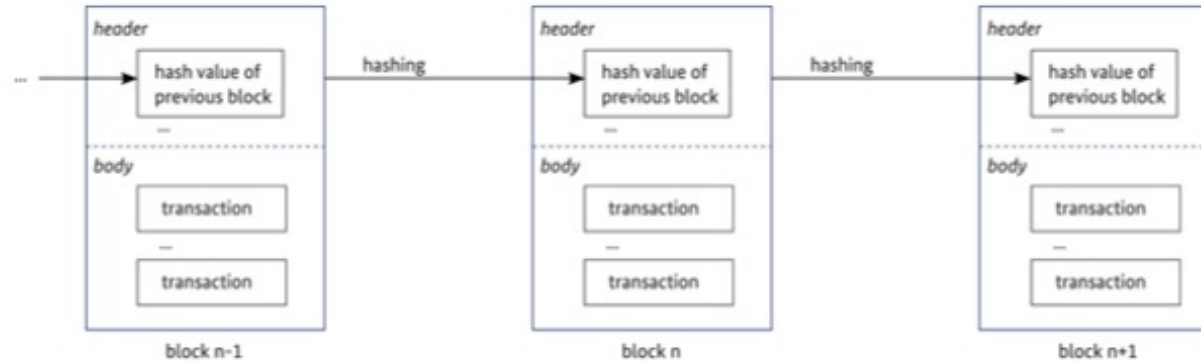 header
hash value of
previous block
...
body
transaction
...
transaction
block n-1
...
hashing
header
hash value of
previous block
...
body
transaction
...
transaction
block n
hashing
header
hash value of
previous block
...
body
transaction
...
transaction
block n+1